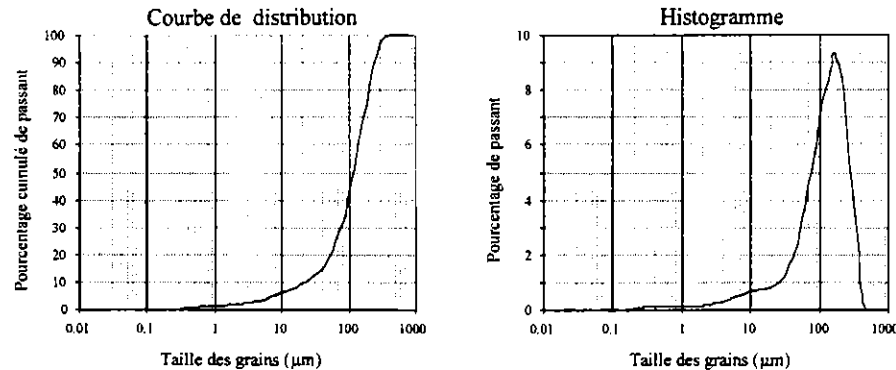 Courbe de distribution
Pourcentage cumulé de passant
100
90
80
70
60
50
40
30
20
10
0
0.01 0.1 1 10 100 1000
Taille des grains (µm)
Histogramme
Pourcentage de passant
10
8
6
4
2
0
0.01 0.1 1 10 100 1000
Taille des grains (µm)